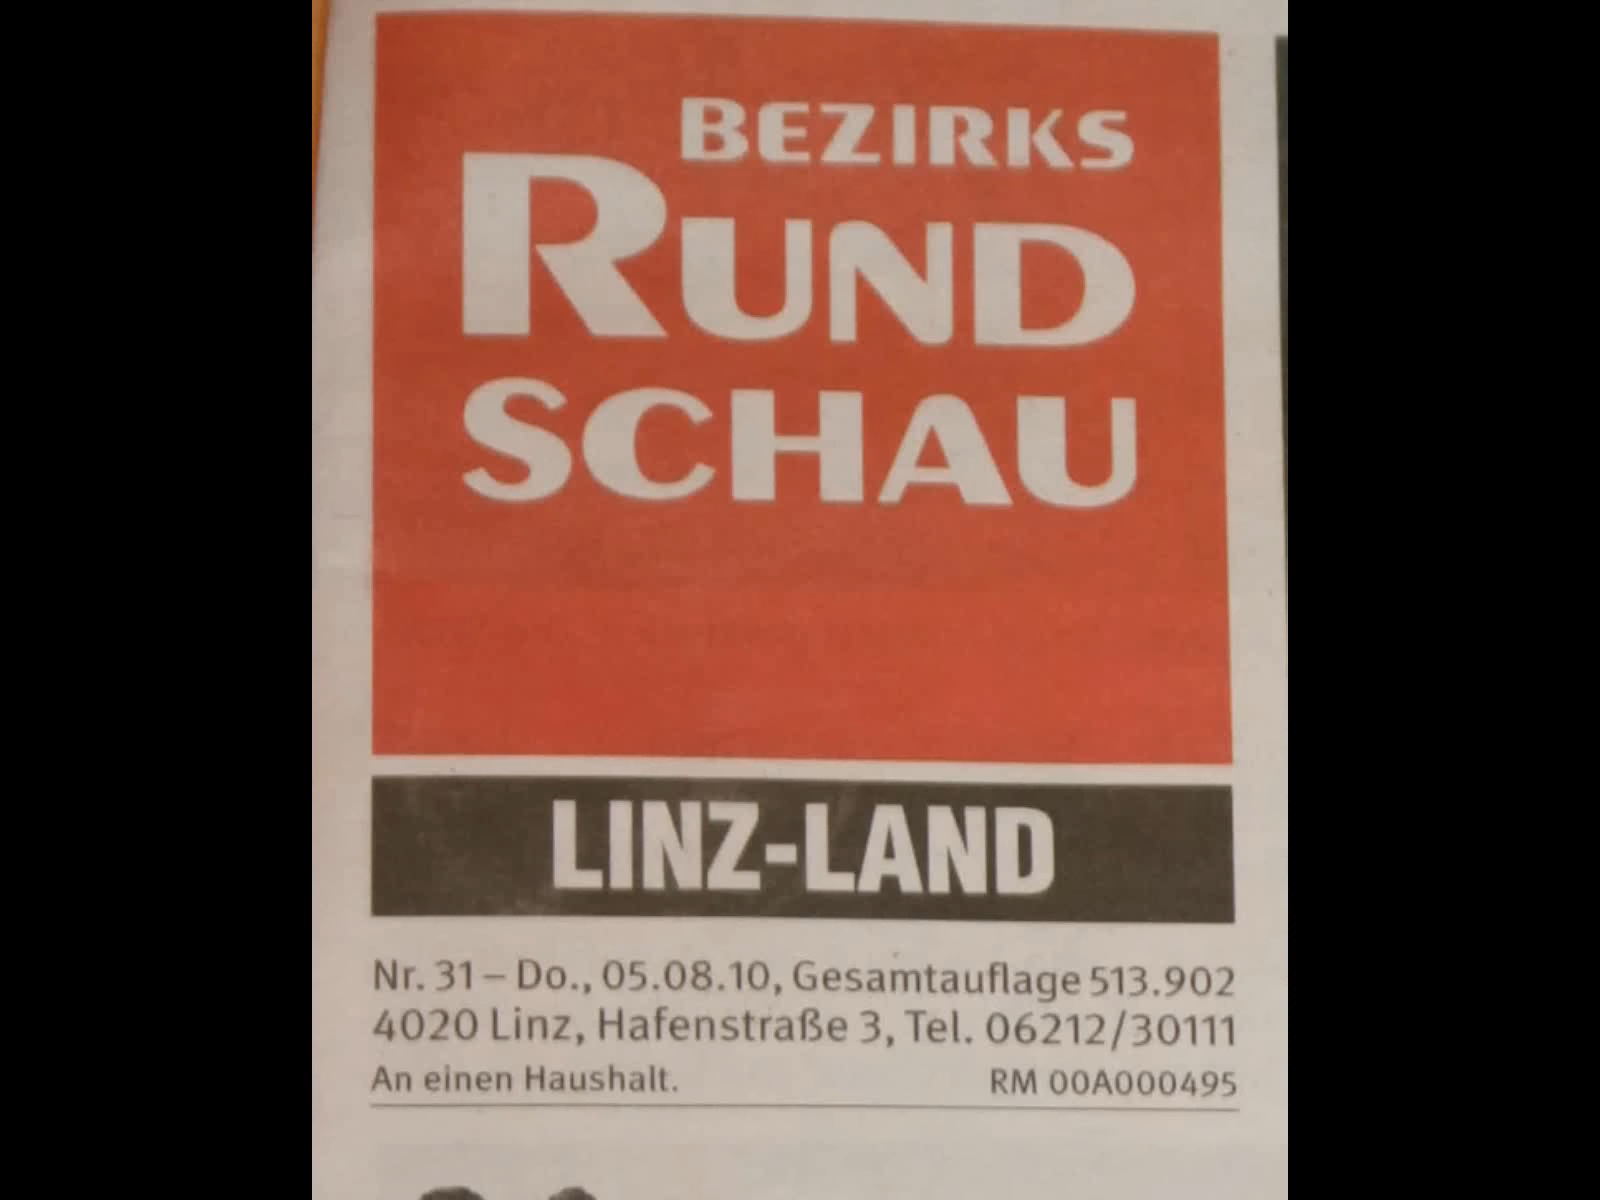 BEZIRKS
RUND
SCHAU
LINZ-LAND
Nr. 31 – Do., 05.08.10, Gesamtauflage 513.902
4020 Linz, Hafenstraße 3, Tel. 06212/30111
An einen Haushalt. RM 00A000495